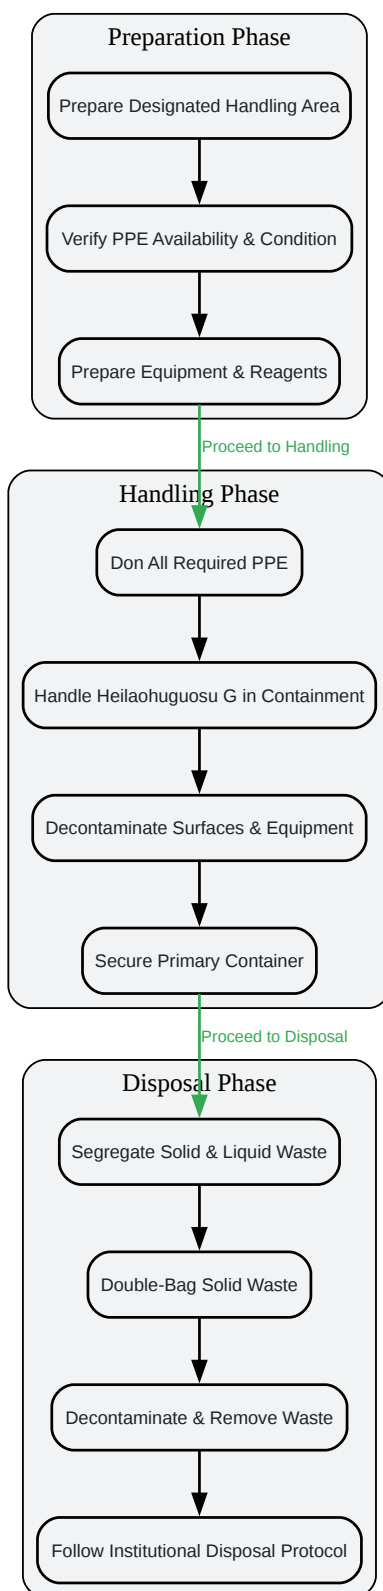 Preparation Phase
Prepare Designated Handling Area
Verify PPE Availability & Condition
Prepare Equipment & Reagents
Proceed to Handling
Handling Phase
Don All Required PPE
Handle Heilaohuguosu G in Containment
Decontaminate Surfaces & Equipment
Secure Primary Container
Proceed to Disposal
Disposal Phase
Segregate Solid & Liquid Waste
Double-Bag Solid Waste
Decontaminate & Remove Waste
Follow Institutional Disposal Protocol